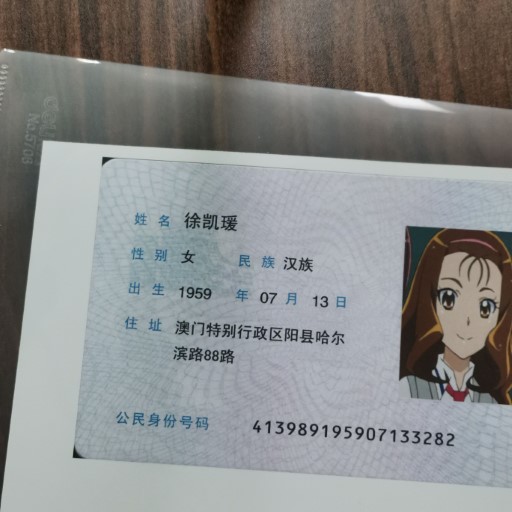 姓名 徐凯瑗
性别 女 民族 汉族
出生 1959 年 07 月 13 日
住址 澳门特别行政区阳县哈尔
滨路88路
公民身份号码 413989195907133282